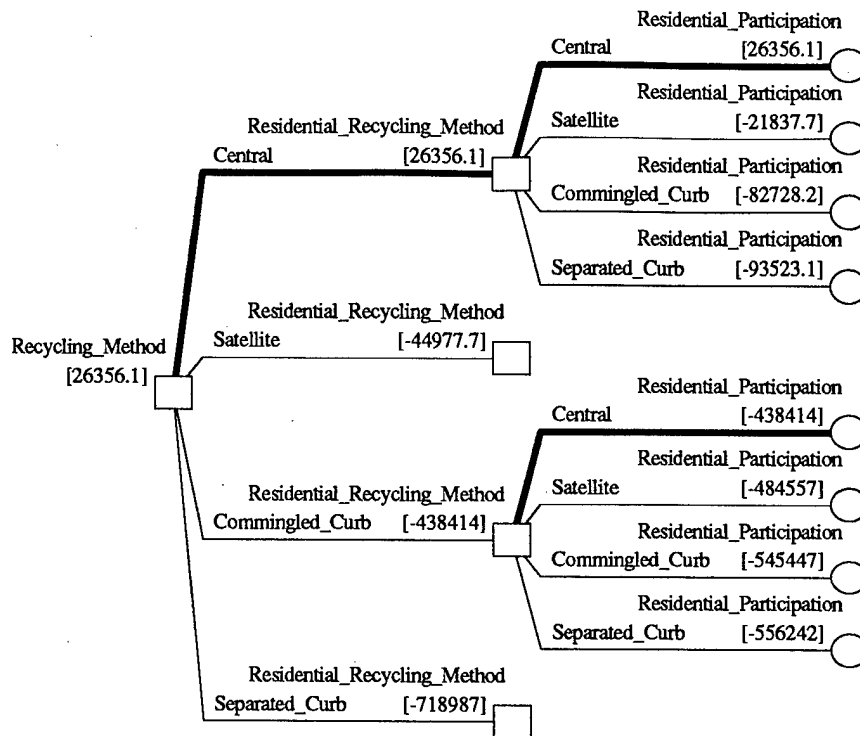 Residential_Participation
Central [26356.1]
Residential_Participation
Satellite [-21837.7]
Residential_Recycling_Method
Central [26356.1]
Residential_Participation
Commingled_Curb [-82728.2]
Residential_Participation
Separated_Curb [-93523.1]
Residential_Recycling_Method
Satellite [-44977.7]
Recycling_Method
[26356.1]
Residential_Participation
Central [-438414]
Residential_Participation
Satellite [-484557]
Residential_Recycling_Method
Commingled_Curb [-438414]
Residential_Participation
Commingled_Curb [-545447]
Residential_Participation
Separated_Curb [-556242]
Residential_Recycling_Method
Separated_Curb [-718987]